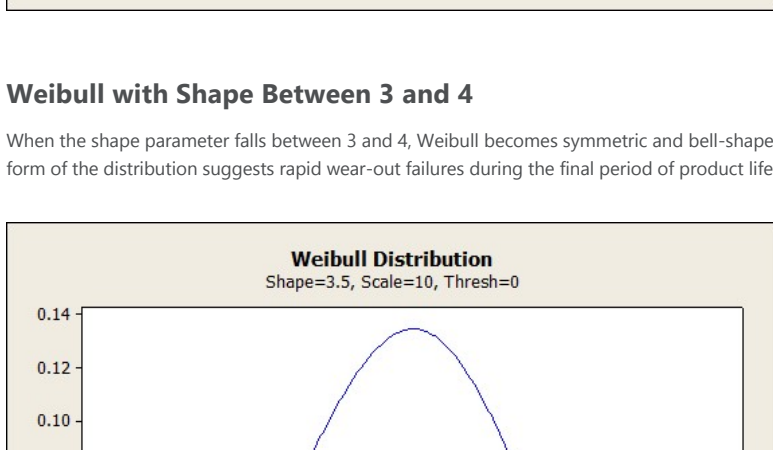 Weibull with Shape Between 3 and 4
When the shape parameter falls between 3 and 4, Weibull becomes symmetric and bell-shape
form of the distribution suggests rapid wear-out failures during the final period of product life
Weibull Distribution
Shape=3.5, Scale=10, Thresh=0
0.14
0.12
0.10